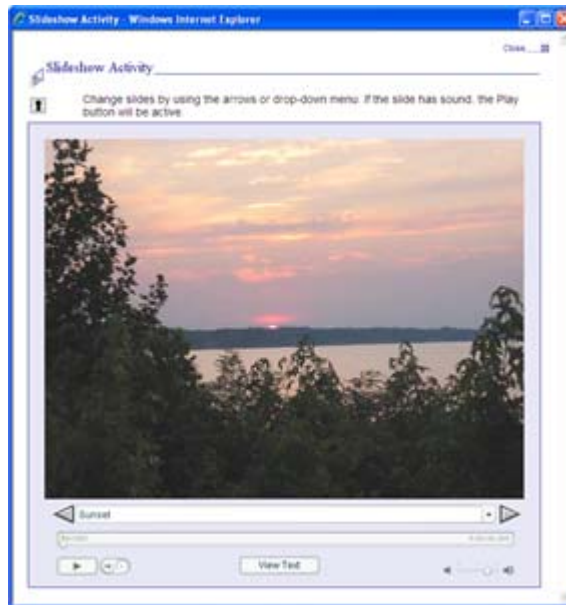 Slideshow Activity - Windows Internet Explorer
Close
Slideshow Activity
Change slides by using the arrows or drop-down menu. If the slide has sound, the Play
button will be active.
Sunset
View Text